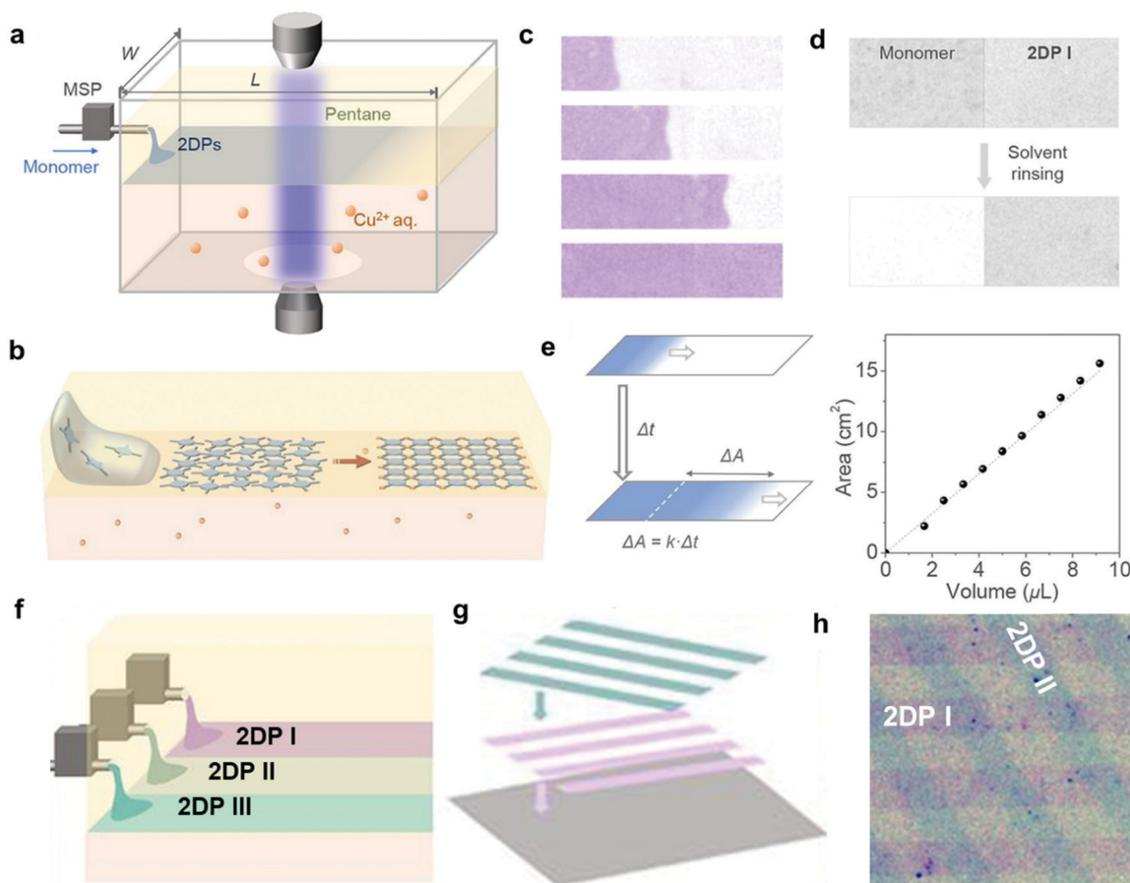 a
W
L
MSP
Pentane
2DPs
Monomer
Cu²⁺ aq.
b
c
d
Monomer
2DP I
Solvent
rinsing
e
Δt
ΔA
ΔA = k·Δt
Area (cm²)
15
10
5
0
0 2 4 6 8 10
Volume (μL)
f
2DP I
2DP II
2DP III
g
h
2DP II
2DP I